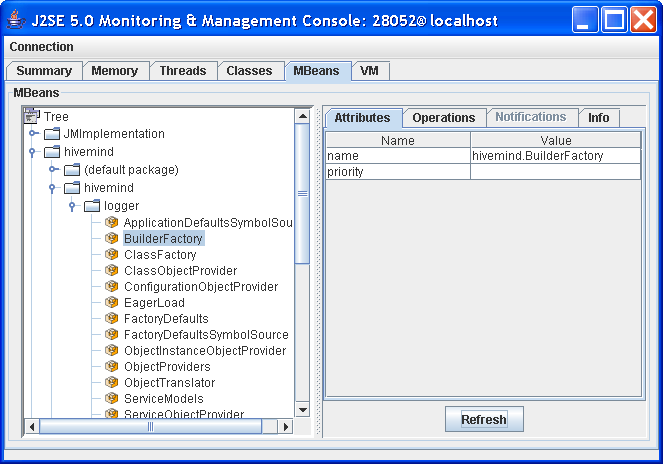 J2SE 5.0 Monitoring & Management Console: 28052@localhost
Connection
Summary Memory Threads Classes MBeans VM
MBeans
Tree
JMImplementation
hivemind
(default package)
hivemind
logger
ApplicationDefaultsSymbolSou
BuilderFactory
ClassFactory
ClassObjectProvider
ConfigurationObjectProvider
EagerLoad
FactoryDefaults
FactoryDefaultsSymbolSource
ObjectInstanceObjectProvider
ObjectProviders
ObjectTranslator
ServiceModels
ServiceObjectProvider
Attributes Operations Notifications Info
Name Value
name hivemind.BuilderFactory
priority
Refresh